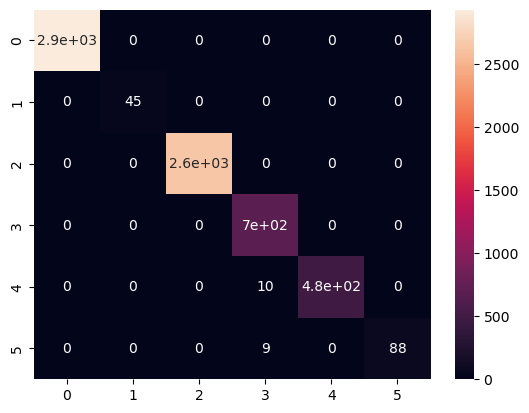 0 2.9e+03 0 0 0 0 0
1 0 45 0 0 0 0
2 0 0 2.6e+03 0 0 0
3 0 0 0 7e+02 0 0
4 0 0 0 10 4.8e+02 0
5 0 0 0 9 0 88
0 1 2 3 4 5
2500
2000
1500
1000
500
0